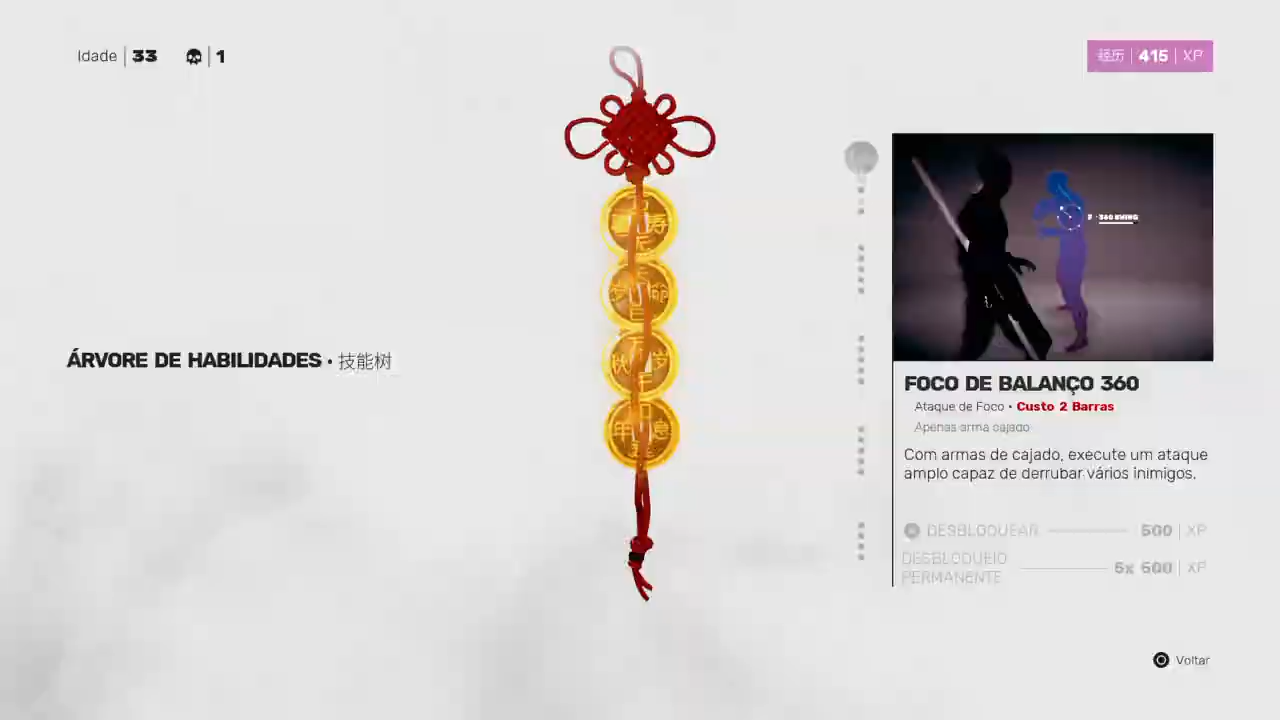 Idade 33 1
经历 415 XP
360 SWING
ÁRVORE DE HABILIDADES • 技能树
FOCO DE BALANÇO 360
Ataque de Foco • Custo 2 Barras
Apenas arma cajado
Com armas de cajado, execute um ataque
amplo capaz de derrubar vários inimigos.
DESBLOQUEAR 500 XP
DESBLOQUEIO
PERMANENTE 5x 500 XP
Voltar